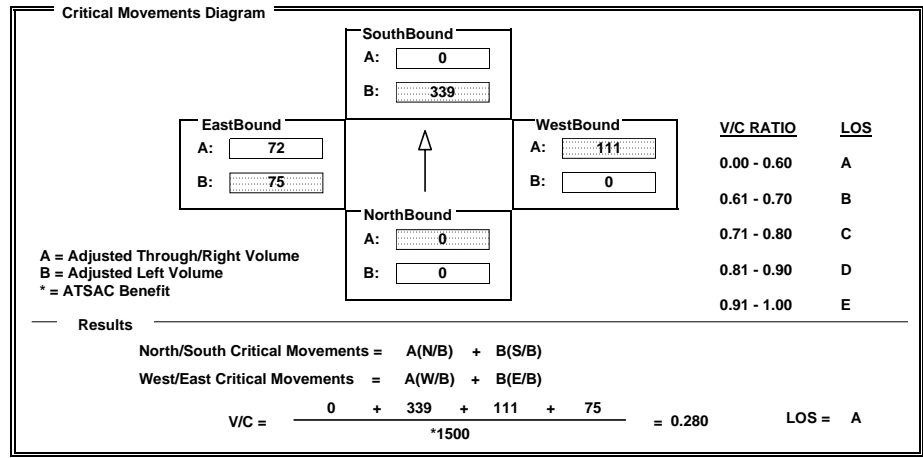 Critical Movements Diagram
SouthBound
A: 0
B: 339
EastBound
A: 72
B: 75
WestBound
A: 111
B: 0
NorthBound
A: 0
B: 0
V/C RATIO LOS
0.00 - 0.60 A
0.61 - 0.70 B
0.71 - 0.80 C
0.81 - 0.90 D
0.91 - 1.00 E
A = Adjusted Through/Right Volume
B = Adjusted Left Volume
* = ATSAC Benefit
Results
North/South Critical Movements = A(N/B) + B(S/B)
West/East Critical Movements = A(W/B) + B(E/B)
V/C = 0 + 339 + 111 + 75 = 0.280 LOS = A
*1500